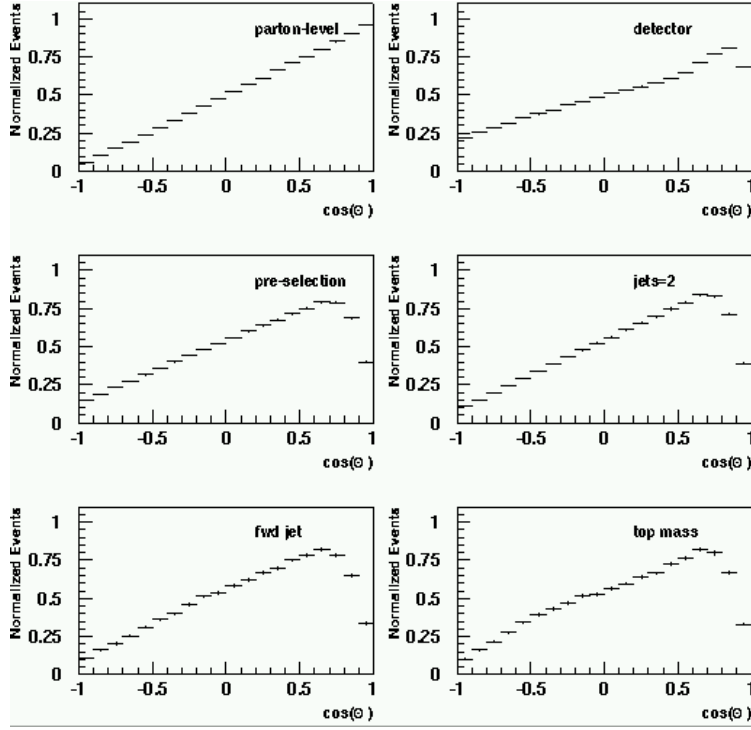 parton-level
Normalized Events
1
0.75
0.5
0.25
0
-1 -0.5 0 0.5 1
cos(Θ)
detector
Normalized Events
1
0.75
0.5
0.25
0
-1 -0.5 0 0.5 1
cos(Θ)
pre-selection
Normalized Events
1
0.75
0.5
0.25
0
-1 -0.5 0 0.5 1
cos(Θ)
jets=2
Normalized Events
1
0.75
0.5
0.25
0
-1 -0.5 0 0.5 1
cos(Θ)
fwd jet
Normalized Events
1
0.75
0.5
0.25
0
-1 -0.5 0 0.5 1
cos(Θ)
top mass
Normalized Events
1
0.75
0.5
0.25
0
-1 -0.5 0 0.5 1
cos(Θ)